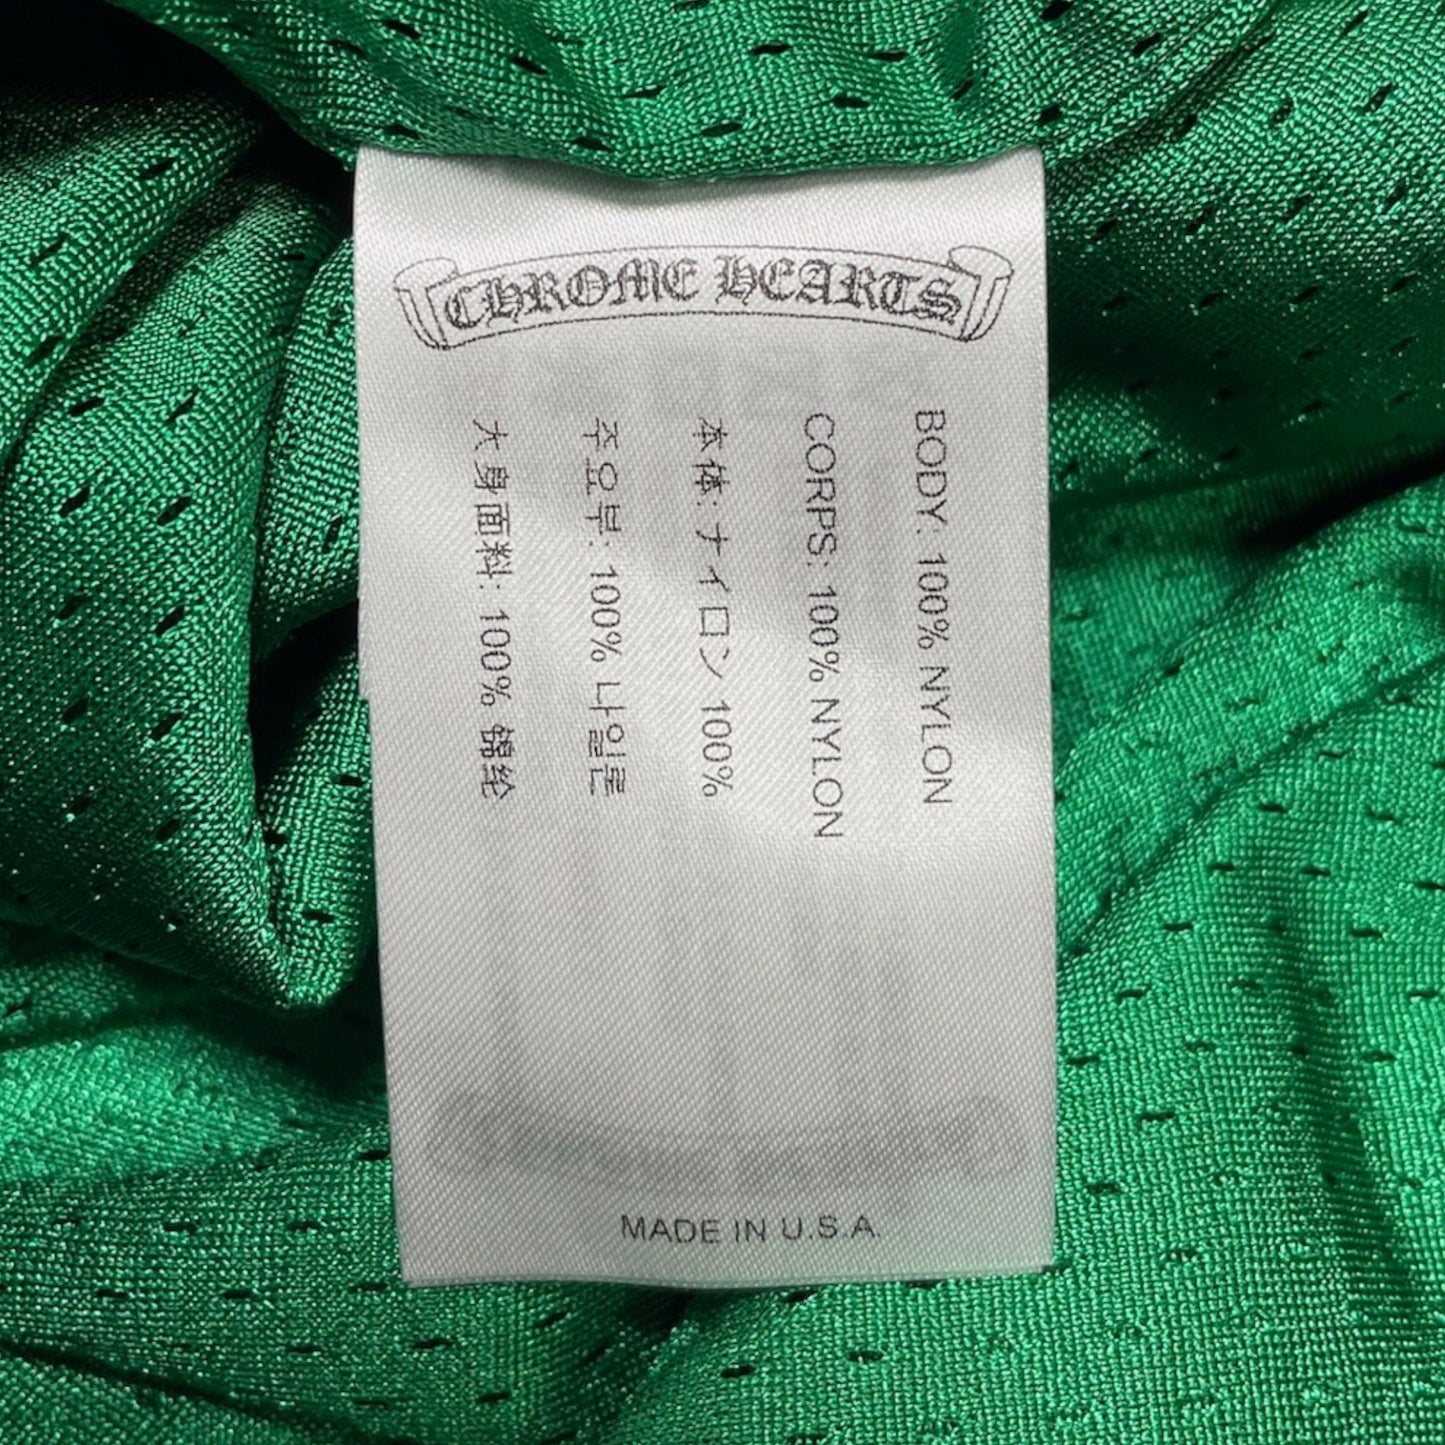 CHROME HEARTS
BODY: 100% NYLON
CORPS: 100% NYLON
本体: ナイロン 100%
주요부: 100% 나일론
大身面料: 100% 锦纶
MADE IN U.S.A.